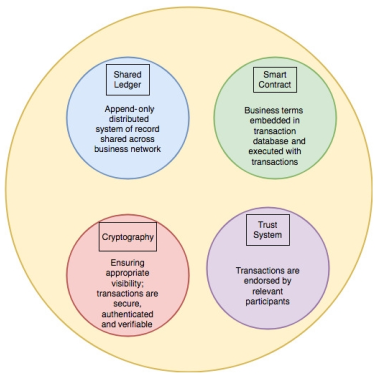 Shared
Ledger
Append-only
distributed
system of record
shared across
business network
Smart
Contract
Business terms
embedded in
transaction
database and
executed with
transactions
Cryptography
Ensuring
appropriate
visibility;
transactions are
secure,
authenticated
and verifiable
Trust
System
Transactions are
endorsed by
relevant
participants